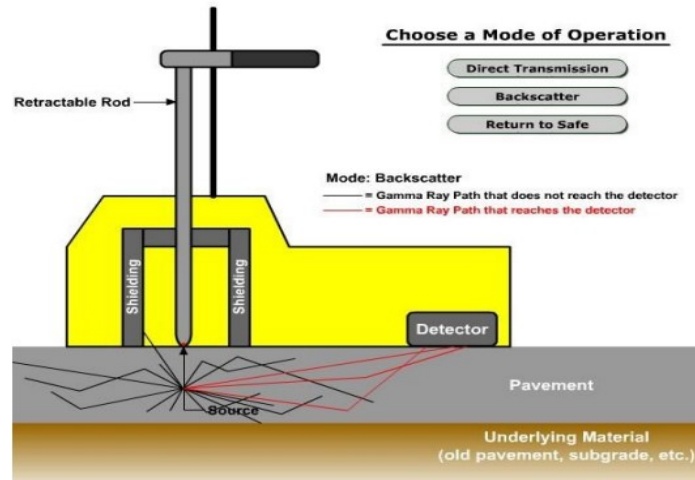 Choose a Mode of Operation
Direct Transmission
Backscatter
Return to Safe
Retractable Rod
Mode: Backscatter
= Gamma Ray Path that does not reach the detector
= Gamma Ray Path that reaches the detector
Shielding
Shielding
Detector
Pavement
Source
Underlying Material
(old pavement, subgrade, etc.)